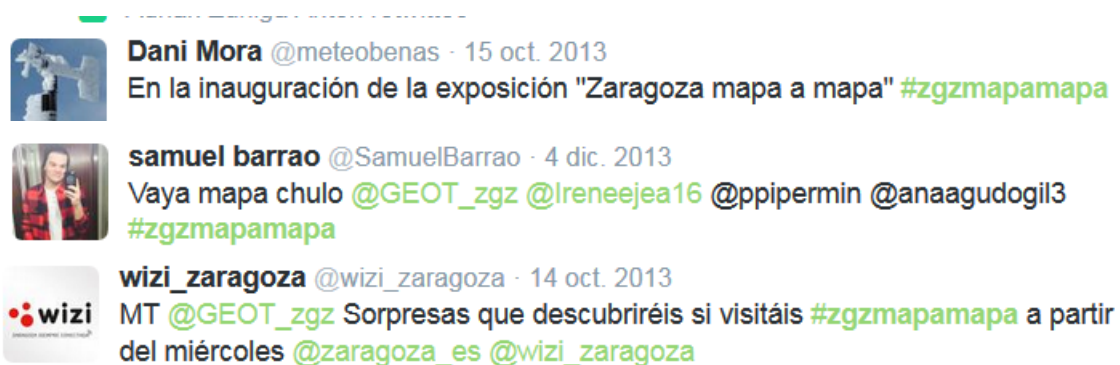 Dani Mora @meteobenas · 15 oct. 2013
En la inauguración de la exposición "Zaragoza mapa a mapa" #zgzmapamapa
samuel barrao @SamuelBarrao · 4 dic. 2013
Vaya mapa chulo @GEOT_zgz @Ireneejea16 @ppipermin @anaagudogil3
#zgzmapamapa
wizi_zaragoza @wizi_zaragoza · 14 oct. 2013
wizi
MT @GEOT_zgz Sorpresas que descubriréis si visitáis #zgzmapamapa a partir
del miércoles @zaragoza_es @wizi_zaragoza